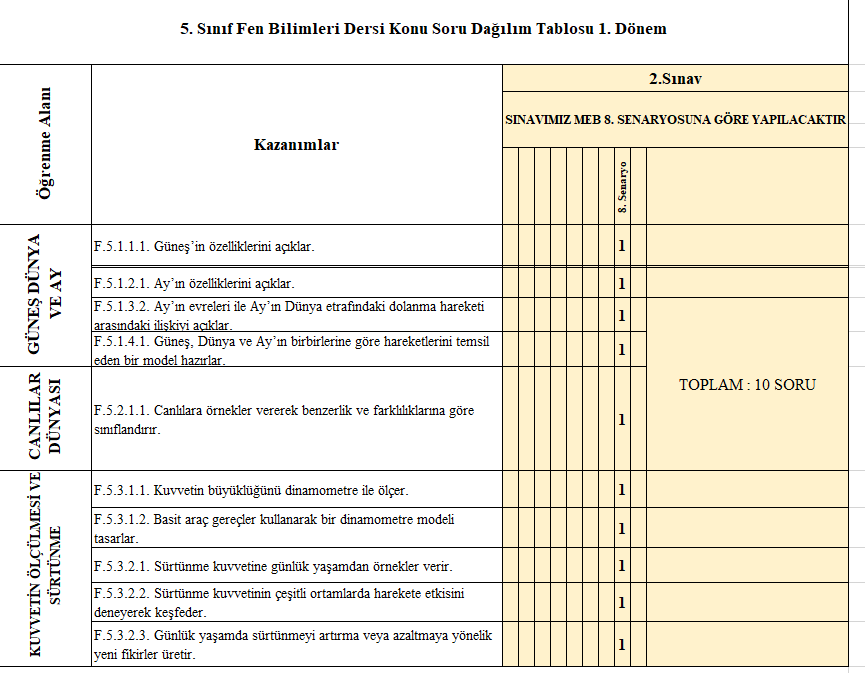 5. Sınıf Fen Bilimleri Dersi Konu Soru Dağılım Tablosu 1. Dönem
Öğrenme Alanı
Kazanımlar
2.Sınav
SINAVIMIZ MEB 8. SENARYOSUNA GÖRE YAPILACAKTIR
8. Senaryo
GÜNEŞ DÜNYA
VE AY
F.5.1.1.1. Güneş’in özelliklerini açıklar.
1
F.5.1.2.1. Ay’ın özelliklerini açıklar.
1
F.5.1.3.2. Ay’ın evreleri ile Ay’ın Dünya etrafındaki dolanma hareketi
arasındaki ilişkiyi açıklar.
1
F.5.1.4.1. Güneş, Dünya ve Ay’ın birbirlerine göre hareketlerini temsil
eden bir model hazırlar.
1
TOPLAM : 10 SORU
CANLILAR
DÜNYASI
F.5.2.1.1. Canlılara örnekler vererek benzerlik ve farklılıklarına göre
sınıflandırır.
1
KUVVETİN ÖLÇÜLMESİ VE
SÜRTÜNME
F.5.3.1.1. Kuvvetin büyüklüğünü dinamometre ile ölçer.
1
F.5.3.1.2. Basit araç gereçler kullanarak bir dinamometre modeli
tasarlar.
1
F.5.3.2.1. Sürtünme kuvvetine günlük yaşamdan örnekler verir.
1
F.5.3.2.2. Sürtünme kuvvetinin çeşitli ortamlarda harekete etkisini
deneyerek keşfeder.
1
F.5.3.2.3. Günlük yaşamda sürtünmeyi artırma veya azaltmaya yönelik
yeni fikirler üretir.
1